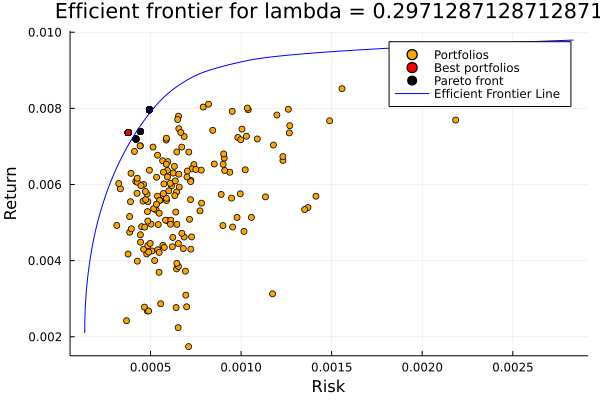 Efficient frontier for lambda = 0.2971287128712871
0.010
0.008
0.006
0.004
0.002
Return
Portfolios
Best portfolios
Pareto front
Efficient Frontier Line
0.0005 0.0010 0.0015 0.0020 0.0025
Risk